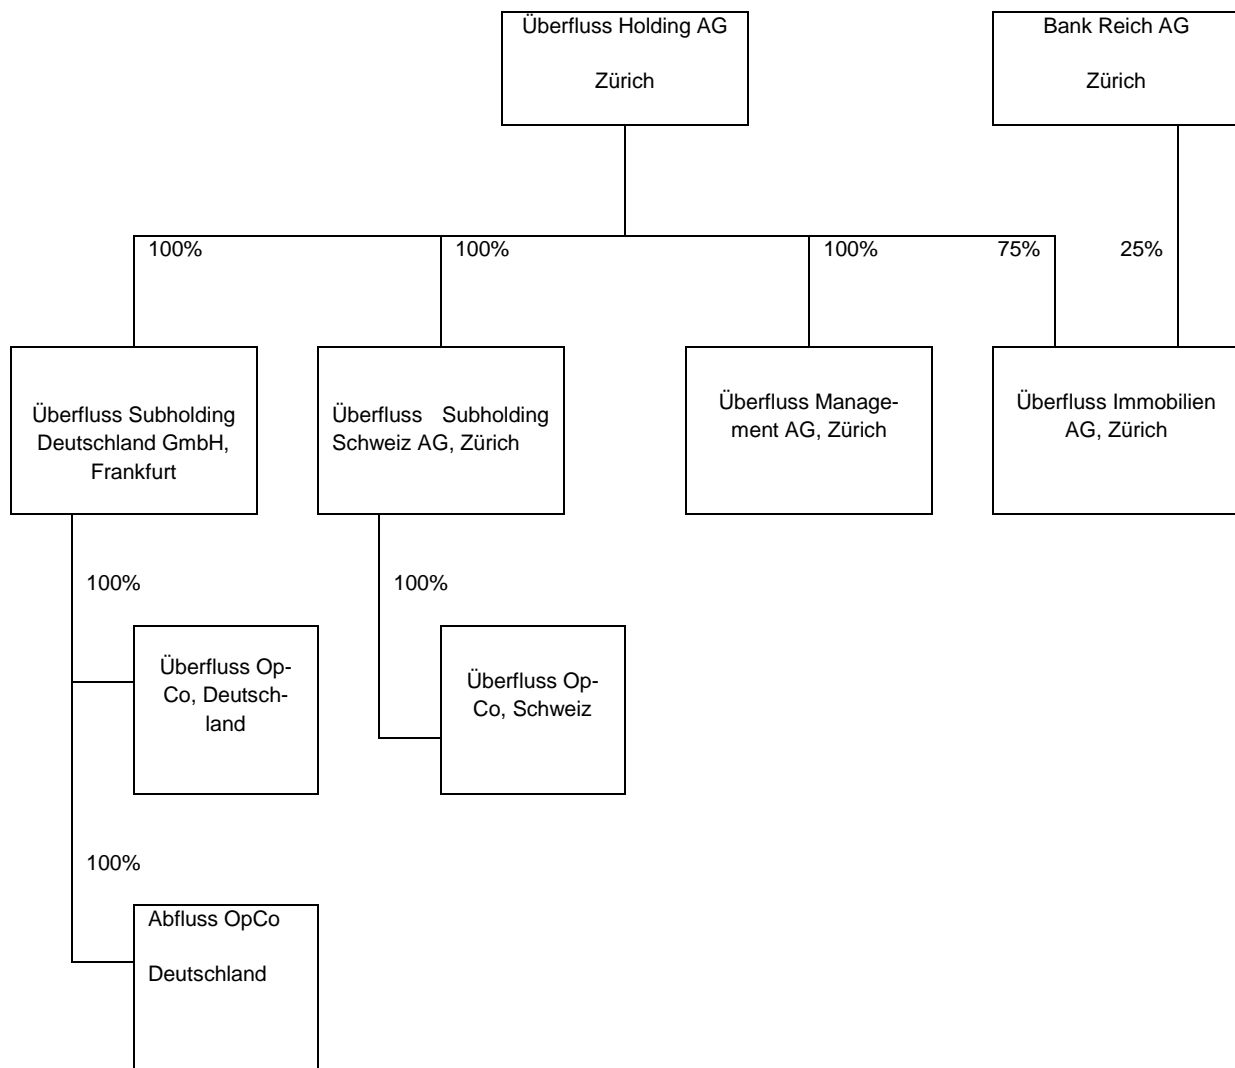 Überfluss Holding AG
Zürich
Bank Reich AG
Zürich
100%
100%
100%
75%
25%
Überfluss Subholding
Deutschland GmbH,
Frankfurt
Überfluss Subholding
Schweiz AG, Zürich
Überfluss Manage-
ment AG, Zürich
Überfluss Immobilien
AG, Zürich
100%
100%
Überfluss Op-
Co, Deutsch-
land
Überfluss Op-
Co, Schweiz
100%
Abfluss OpCo
Deutschland